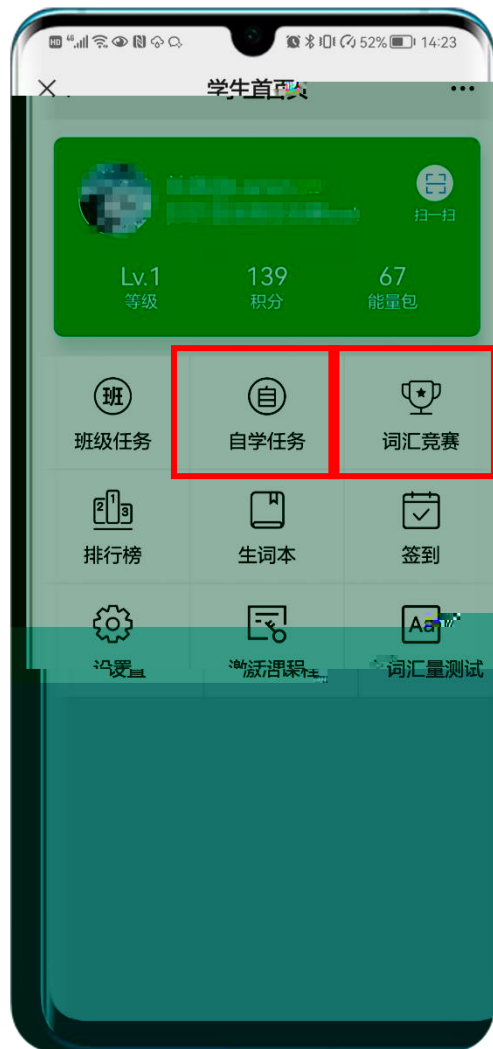 HD 46 52% 14:23
学生首页
扫一扫
Lv.1 139 67
等级 积分 能量包
班 自
班级任务 自学任务 词汇竞赛
2 1 3
排行榜 生词本 签到
Aa
设置 激活课程 词汇量测试